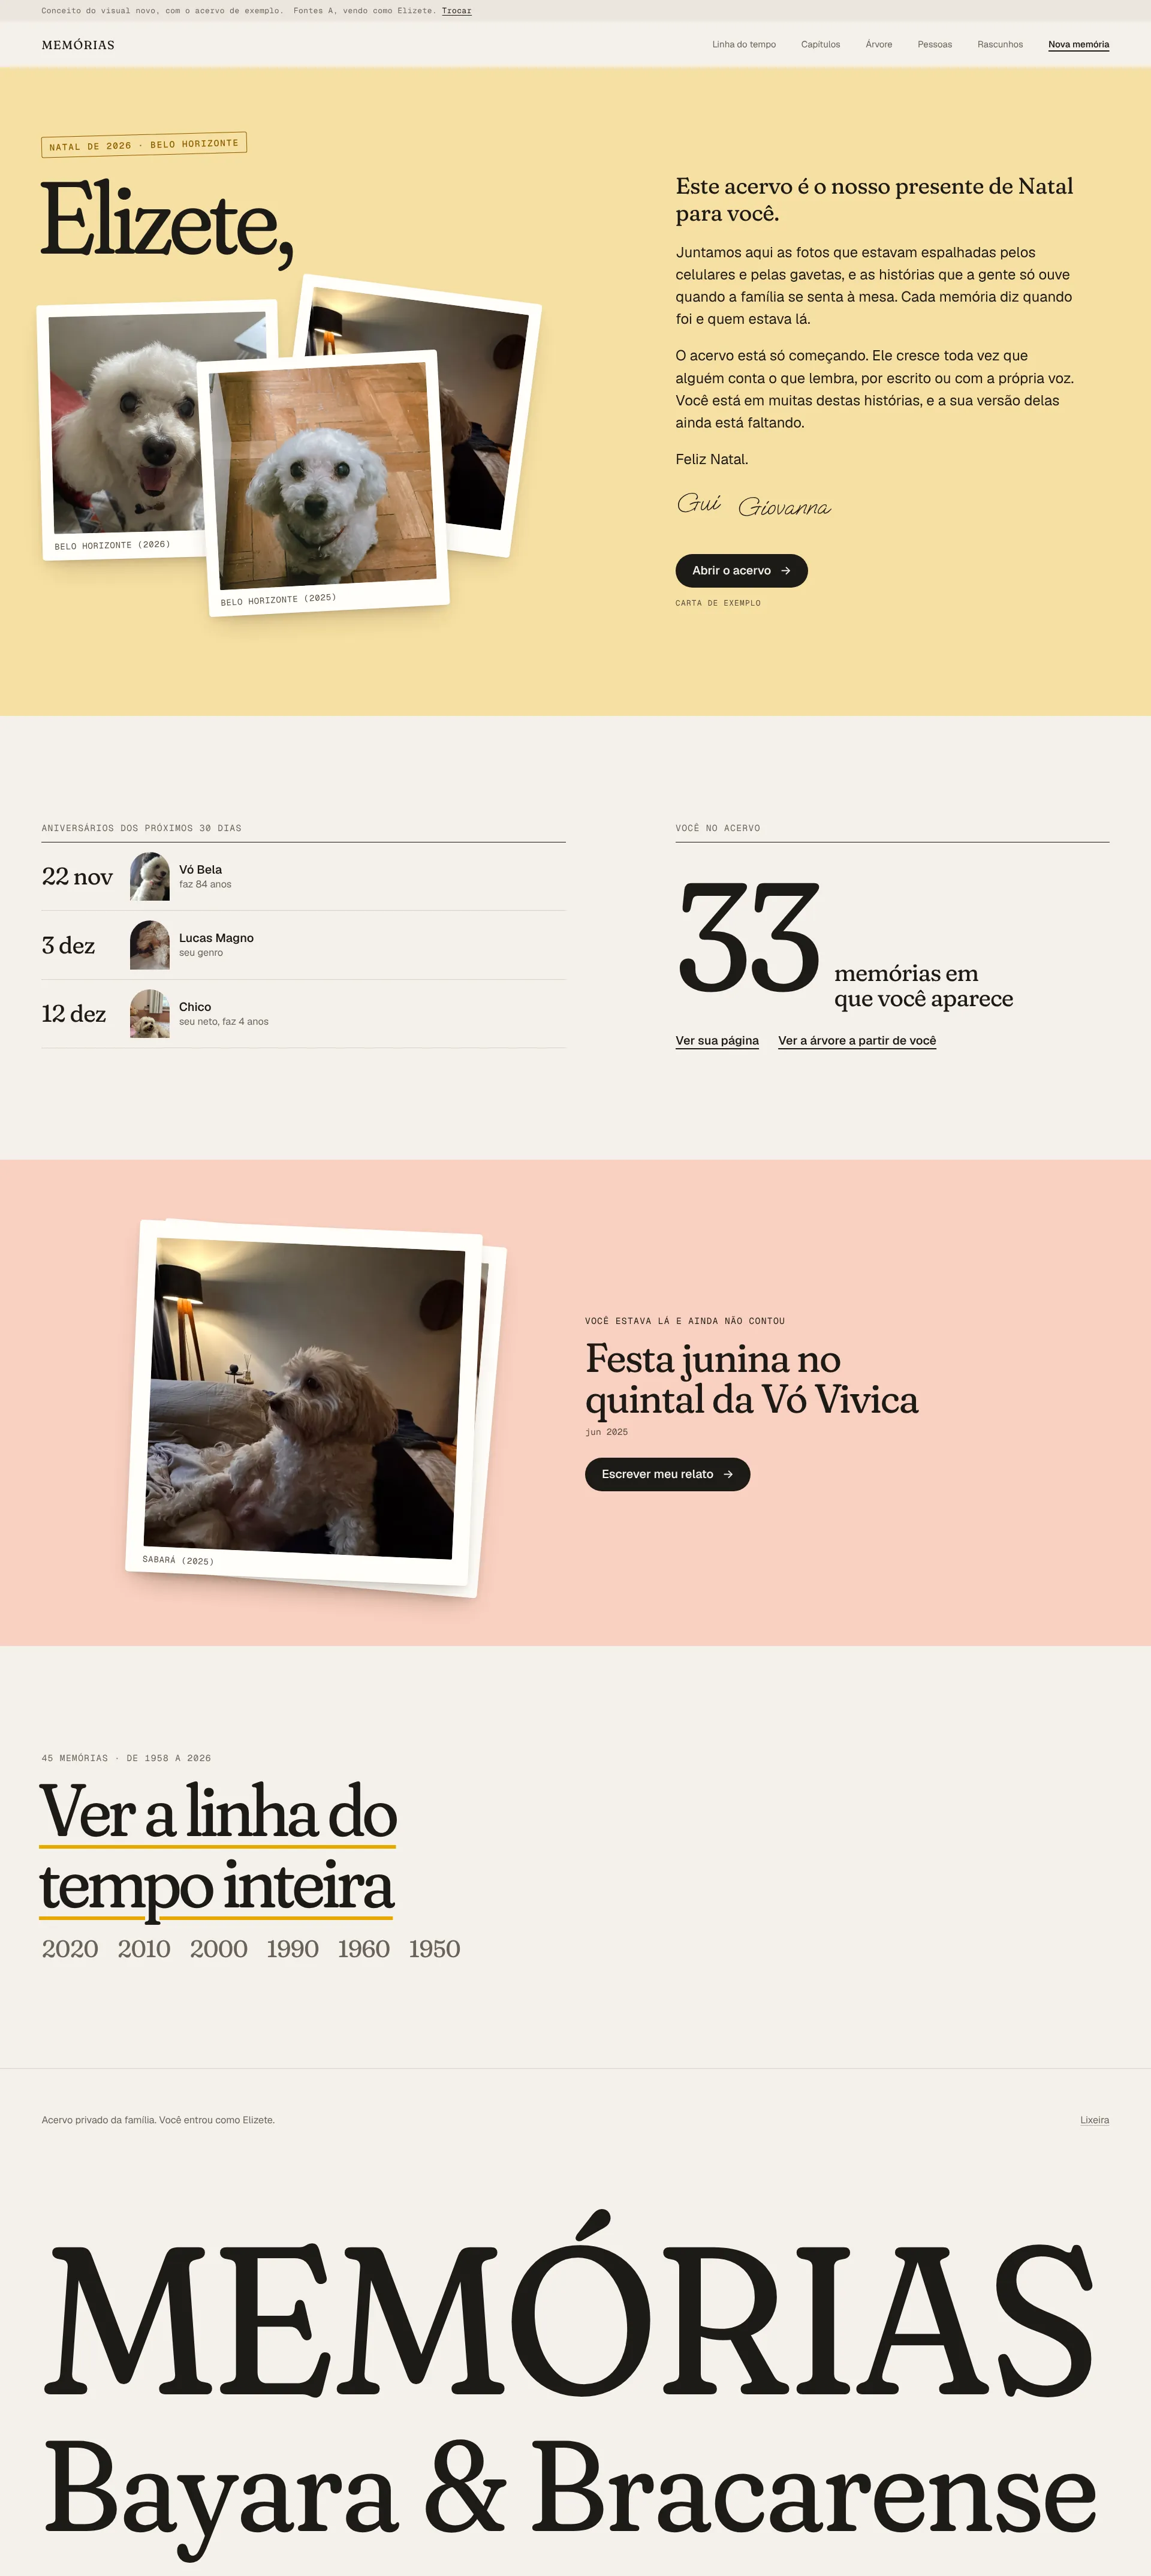 Conceito do visual novo, com o acervo de exemplo. Fontes A, vendo como Elizete. Trocar
MEMÓRIAS
Linha do tempo
Capítulos
Árvore
Pessoas
Rascunhos
Nova memória
NATAL DE 2026 · BELO HORIZONTE
Elizete,
BELO HORIZONTE (2026)
BELO HORIZONTE (2025)
Este acervo é o nosso presente de Natal
para você.
Juntamos aqui as fotos que estavam espalhadas pelos
celulares e pelas gavetas, e as histórias que a gente só ouve
quando a família se senta à mesa. Cada memória diz quando
foi e quem estava lá.
O acervo está só começando. Ele cresce toda vez que
alguém conta o que lembra, por escrito ou com a própria voz.
Você está em muitas destas histórias, e a sua versão delas
ainda está faltando.
Feliz Natal.
Gui Giovanna
Abrir o acervo →
CARTA DE EXEMPLO
ANIVERSÁRIOS DOS PRÓXIMOS 30 DIAS
22 nov
Vó Bela
faz 84 anos
3 dez
Lucas Magno
seu genro
12 dez
Chico
seu neto, faz 4 anos
VOCÊ NO ACERVO
33
memórias em
que você aparece
Ver sua página
Ver a árvore a partir de você
SABARÁ (2025)
VOCÊ ESTAVA LÁ E AINDA NÃO CONTOU
Festa junina no
quintal da Vó Vivica
jun 2025
Escrever meu relato →
45 MEMÓRIAS · DE 1958 A 2026
Ver a linha do
tempo inteira
2020 2010 2000 1990 1960 1950
Acervo privado da família. Você entrou como Elizete.
Lixeira
MEMÓRIAS
Bayara & Bracarense